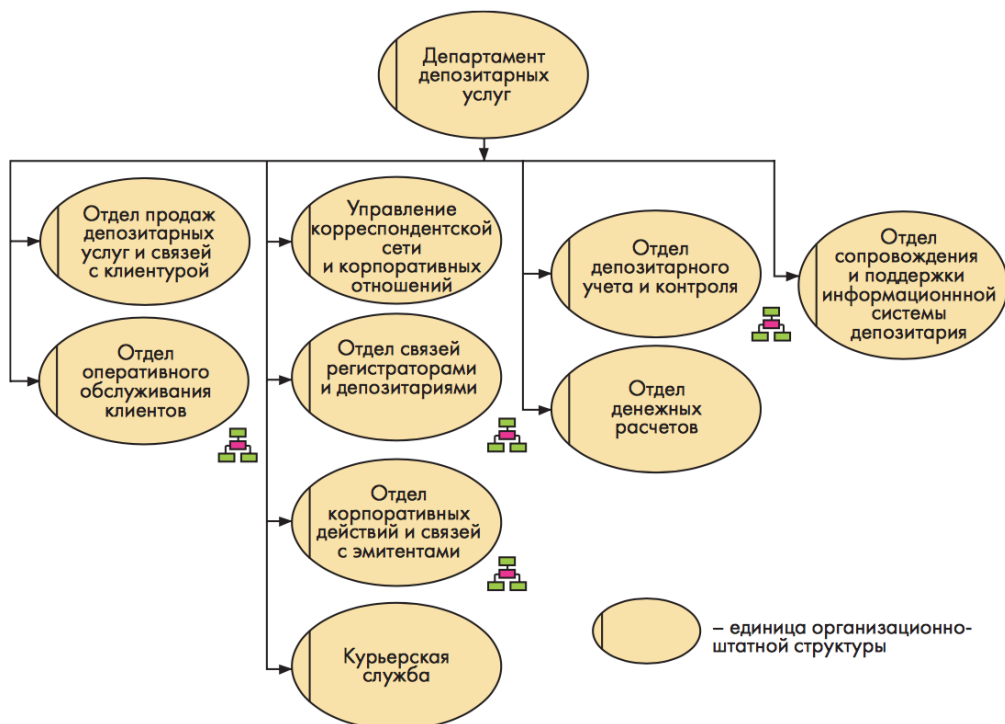 Департамент
депозитарных
услуг
Отдел продаж
депозитарных
услуг и связей
с клиентурой
Управление
корреспондентской
сети
и корпоративных
отношений
Отдел
депозитарного
учета и контроля
Отдел
сопровождения
и поддержки
информационнной
системы
депозитария
Отдел
оперативного
обслуживания
клиентов
Отдел связей
регистраторами
и депозитариями
Отдел
денежных
расчетов
Отдел
корпоративных
действий и связей
с эмитентами
Курьерская
служба
– единица организационно-
штатной структуры